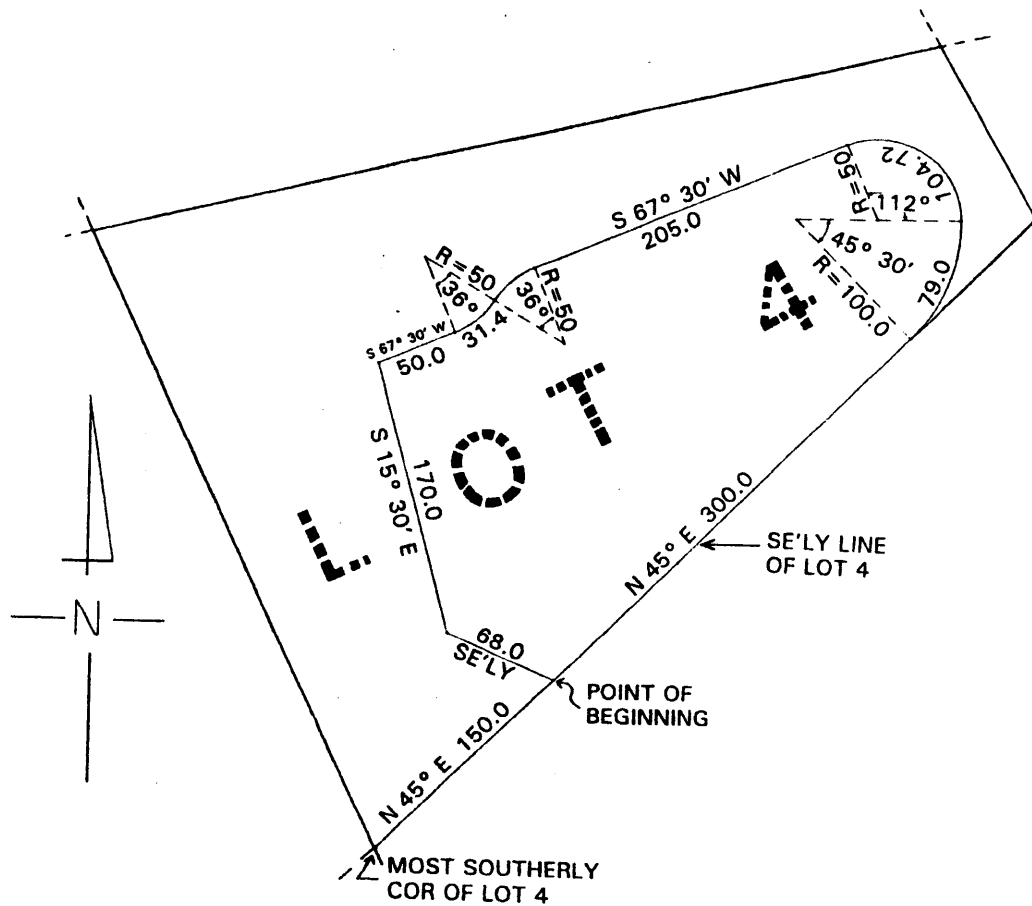 S 67° 30' W
205.0
R=50
104.72
112°
45° 30'
R=100.0
79.0
R=50
36°
36°
R=50
31.4
S 67° 30' W
50.0
S 15° 30' E
170.0
LOT 4
N 45° E 300.0
SE'LY LINE
OF LOT 4
N
68.0
SE'LY
POINT OF
BEGINNING
N 45° E 150.0
MOST SOUTHERLY
COR OF LOT 4